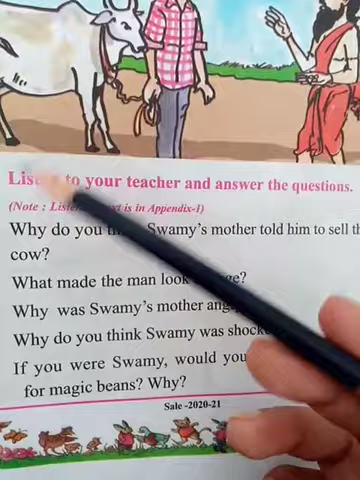 Lis to your teacher and answer the questions.
(Note : Liste xt is in Appendix-I)
Why do you th Swamy's mother told him to sell th
cow?
What made the man look ge?
Why was Swamy's mother ang
Why do you think Swamy was shock
If you were Swamy, would you
for magic beans? Why?
Sale -2020-21